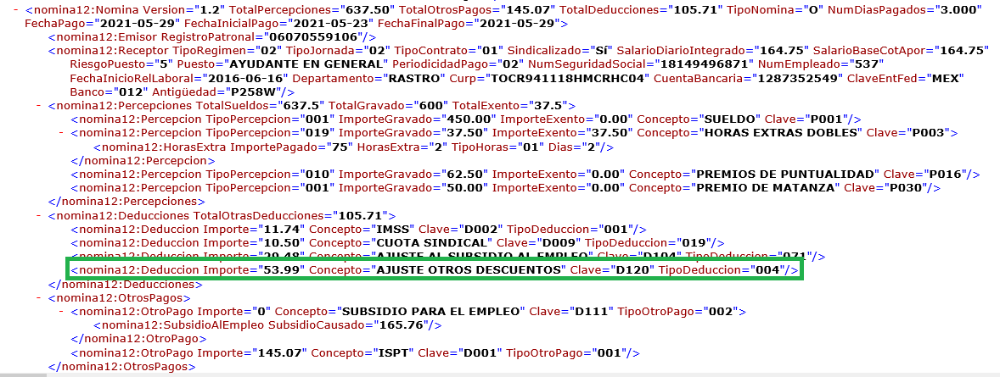 - <nomina12:Nomina Version="1.2" TotalPercepciones="637.50" TotalOtrosPagos="145.07" TotalDeducciones="105.71" TipoNomina="O" NumDiasPagados="3.000"
FechaPago="2021-05-29" FechaInicialPago="2021-05-23" FechaFinalPago="2021-05-29">
<nomina12:Emisor RegistroPatronal="06070559106"/>
<nomina12:Receptor TipoRegimen="02" TipoJornada="02" TipoContrato="01" Sindicalizado="Sí" SalarioDiarioIntegrado="164.75" SalarioBaseCotApor="164.75"
RiesgoPuesto="5" Puesto="AYUDANTE EN GENERAL" PeriodicidadPago="02" NumSeguridadSocial="18149496871" NumEmpleado="537"
FechaInicioRelLaboral="2016-06-16" Departamento="RASTRO" Curp="TOCR941118HMCRHC04" CuentaBancaria="1287352549" ClaveEntFed="MEX"
Banco="012" Antigüedad="P258W"/>
- <nomina12:Percepciones TotalSueldos="637.5" TotalGravado="600" TotalExento="37.5">
<nomina12:Percepcion TipoPercepcion="001" ImporteGravado="450.00" ImporteExento="0.00" Concepto="SUELDO" Clave="P001"/>
- <nomina12:Percepcion TipoPercepcion="019" ImporteGravado="37.50" ImporteExento="37.50" Concepto="HORAS EXTRAS DOBLES" Clave="P003">
<nomina12:HorasExtra ImportePagado="75" HorasExtra="2" TipoHoras="01" Dias="2"/>
</nomina12:Percepcion>
<nomina12:Percepcion TipoPercepcion="010" ImporteGravado="62.50" ImporteExento="0.00" Concepto="PREMIOS DE PUNTUALIDAD" Clave="P016"/>
<nomina12:Percepcion TipoPercepcion="001" ImporteGravado="50.00" ImporteExento="0.00" Concepto="PREMIO DE MATANZA" Clave="P030"/>
</nomina12:Percepciones>
- <nomina12:Deducciones TotalOtrasDeducciones="105.71">
<nomina12:Deduccion Importe="11.74" Concepto="IMSS" Clave="D002" TipoDeduccion="001"/>
<nomina12:Deduccion Importe="10.50" Concepto="CUOTA SINDICAL" Clave="D009" TipoDeduccion="019"/>
<nomina12:Deduccion Importe="29.48" Concepto="AJUSTE AL SUBSIDIO AL EMPLEO" Clave="D104" TipoDeduccion="071"/>
<nomina12:Deduccion Importe="53.99" Concepto="AJUSTE OTROS DESCUENTOS" Clave="D120" TipoDeduccion="004"/>
</nomina12:Deducciones>
- <nomina12:OtrosPagos>
- <nomina12:OtroPago Importe="0" Concepto="SUBSIDIO PARA EL EMPLEO" Clave="D111" TipoOtroPago="002">
<nomina12:SubsidioAlEmpleo SubsidioCausado="165.76"/>
</nomina12:OtroPago>
<nomina12:OtroPago Importe="145.07" Concepto="ISPT" Clave="D001" TipoOtroPago="001"/>
</nomina12:OtrosPagos>